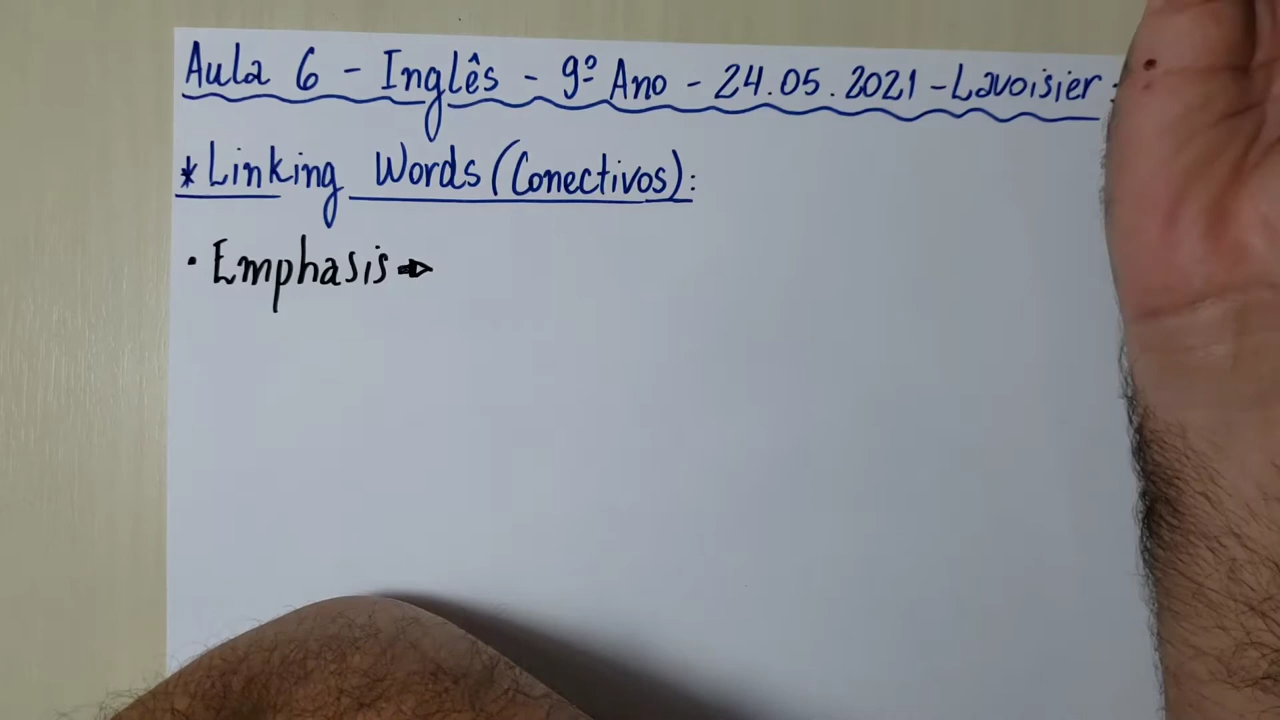 Aula 6 - Inglês - 9º Ano - 24.05.2021 - Lavoisier :
* Linking Words (Conectivos):
• Emphasis →